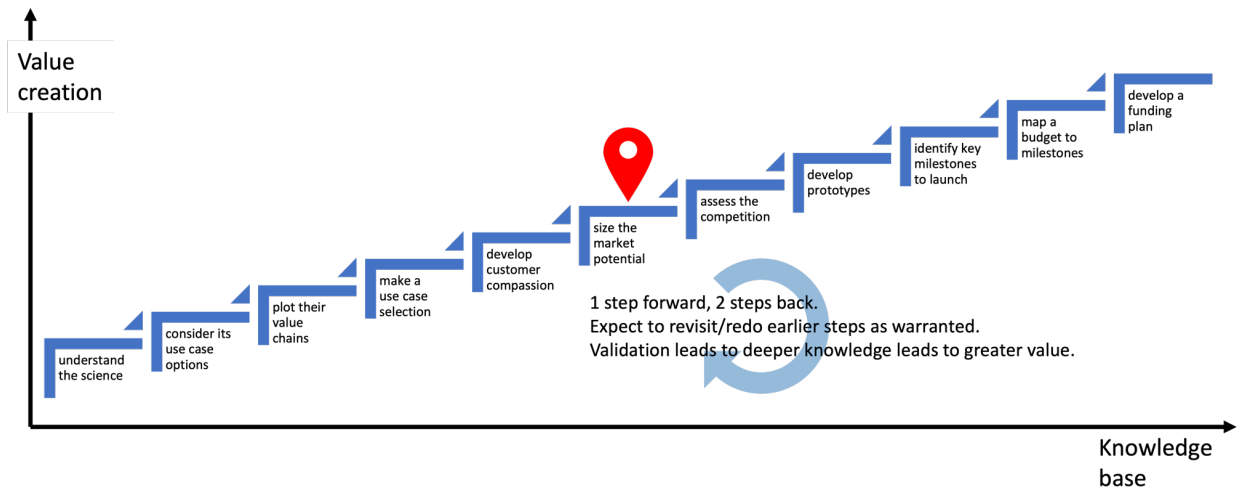 Value
creation
understand
the science
consider its
use case
options
plot their
value
chains
make a
use case
selection
develop
customer
compassion
size the
market
potential
assess the
competition
develop
prototypes
identify key
milestones
to launch
map a
budget to
milestones
develop a
funding
plan
1 step forward, 2 steps back.
Expect to revisit/redo earlier steps as warranted.
Validation leads to deeper knowledge leads to greater value.
Knowledge
base